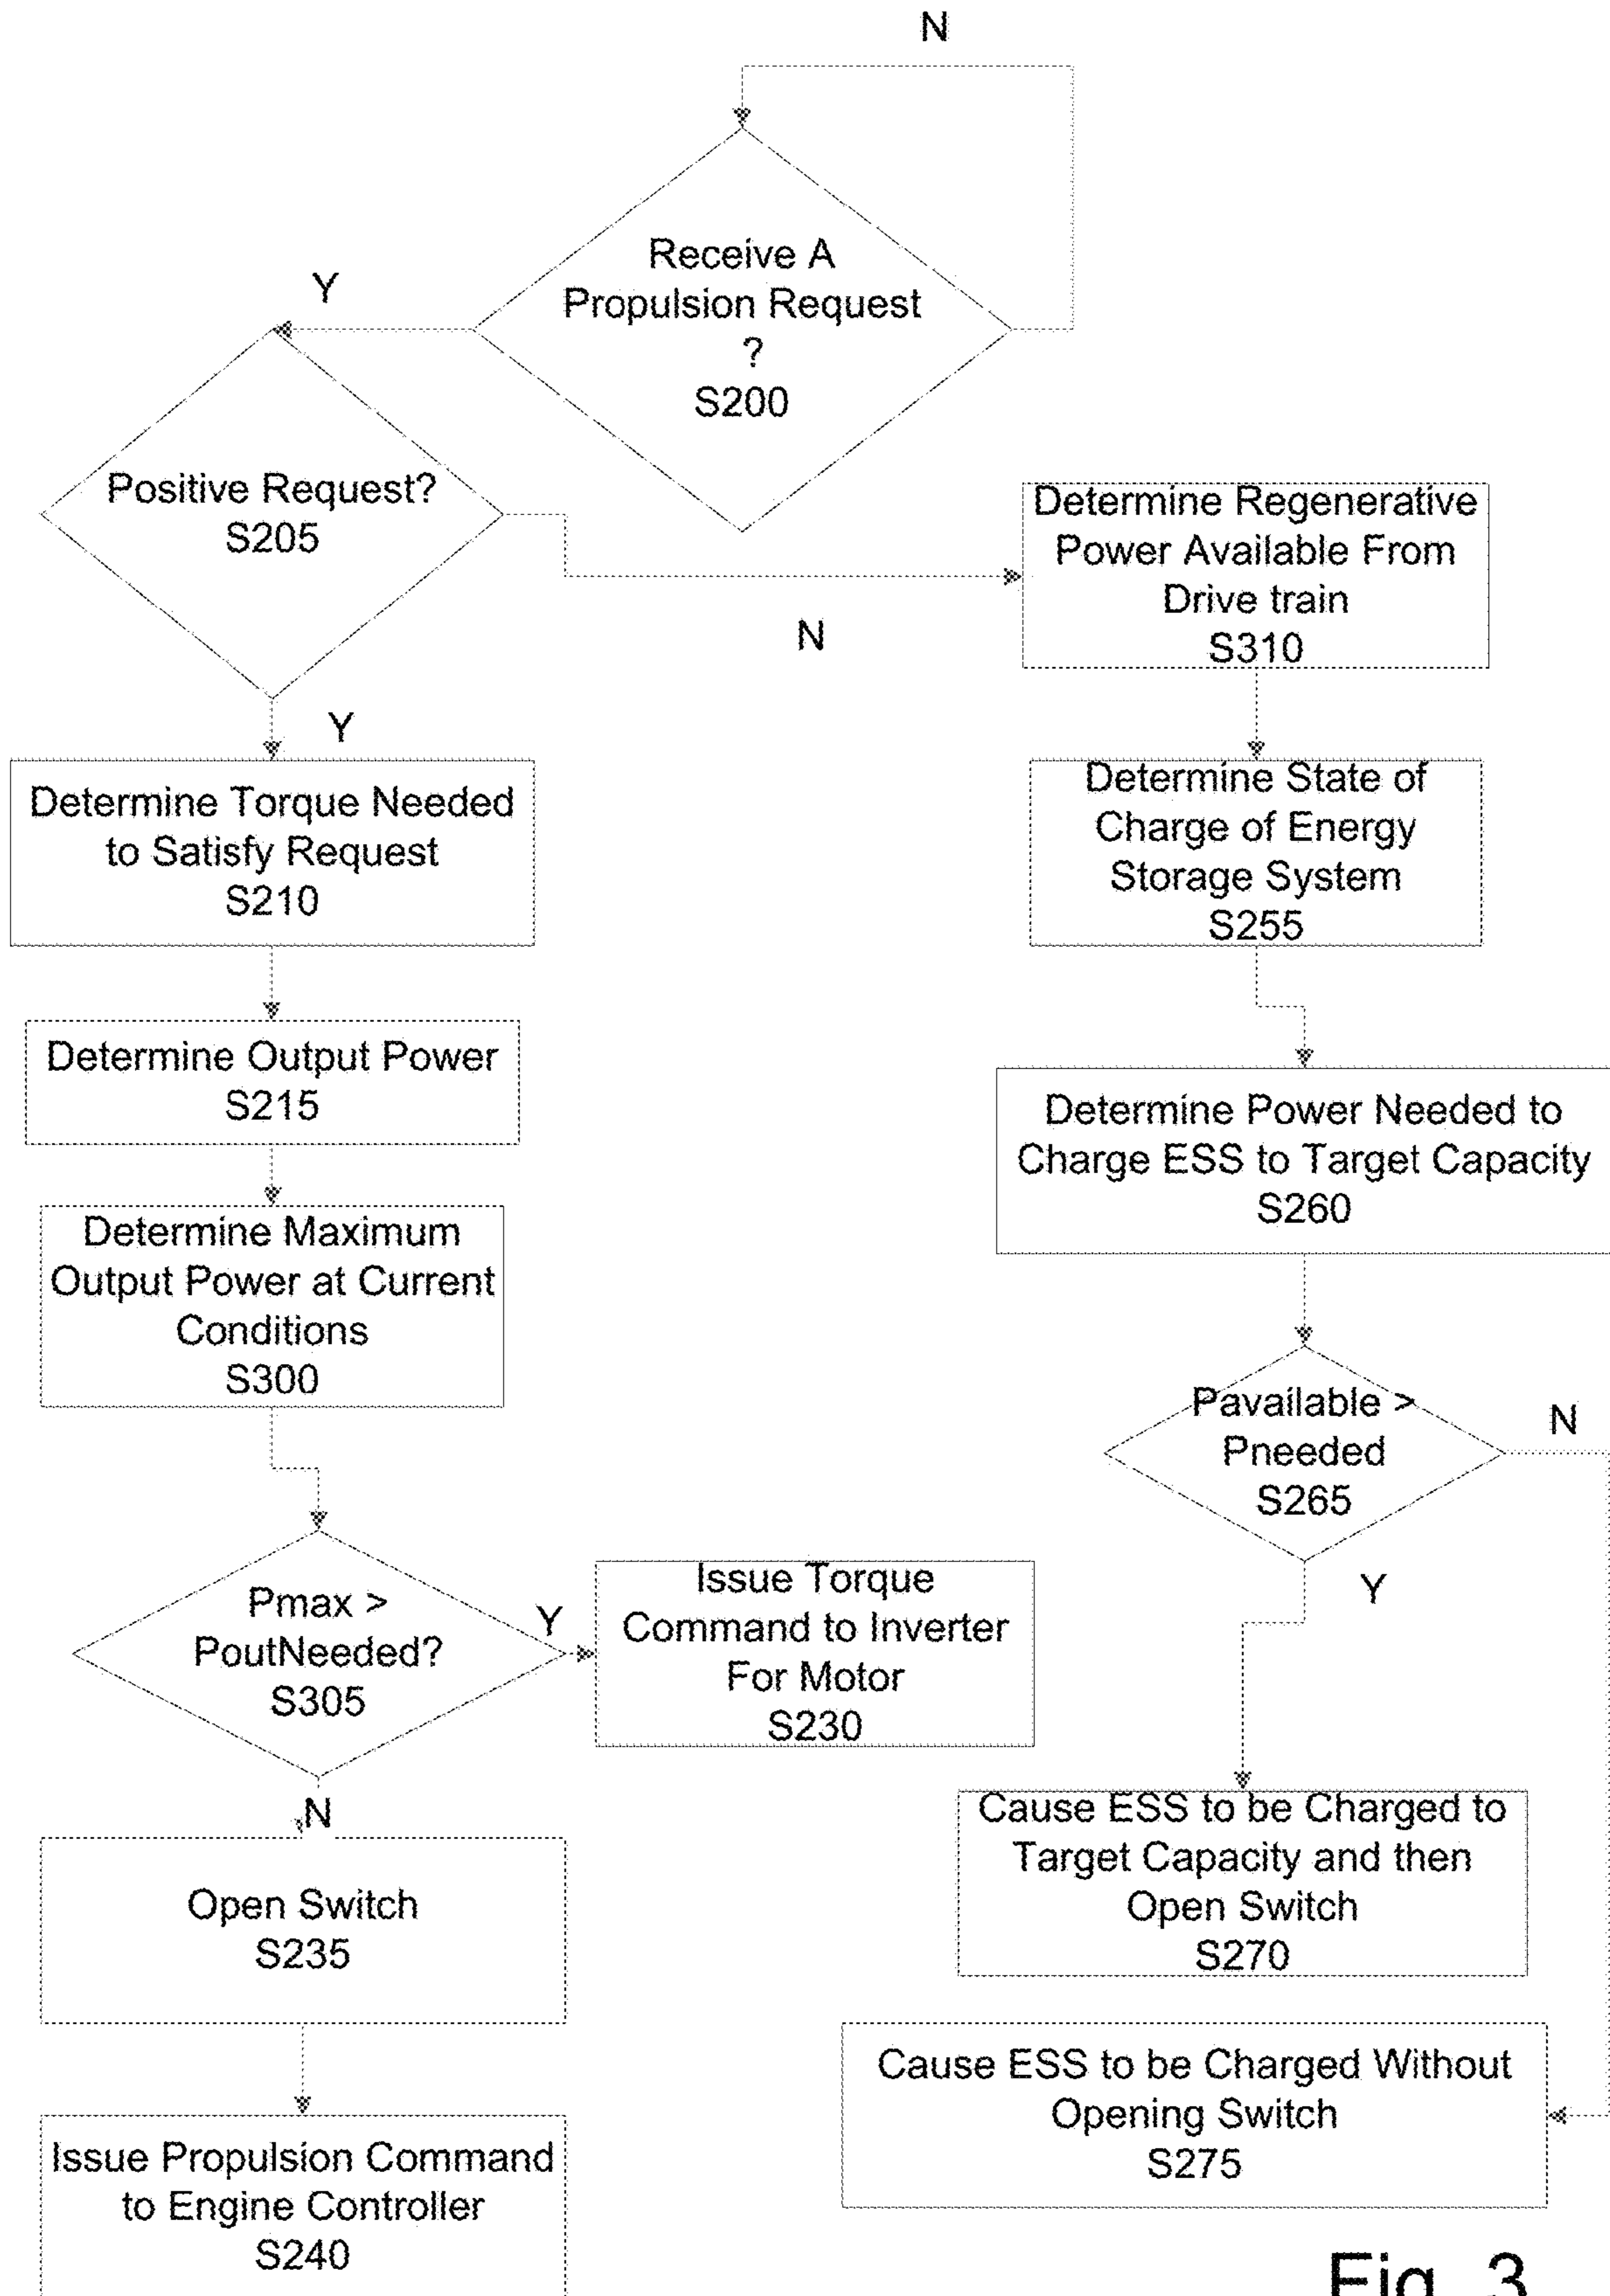 N
Receive A
Propulsion Request
?
S200
Y
Positive Request?
S205
N
Y
Determine Regenerative
Power Available From
Drive train
S310
Determine Torque Needed
to Satisfy Request
S210
Determine State of
Charge of Energy
Storage System
S255
Determine Output Power
S215
Determine Power Needed to
Charge ESS to Target Capacity
S260
Determine Maximum
Output Power at Current
Conditions
S300
Pavailable >
Pneeded
S265
N
Y
Pmax >
PoutNeeded?
S305
Y
N
Issue Torque
Command to Inverter
For Motor
S230
Cause ESS to be Charged to
Target Capacity and then
Open Switch
S270
Open Switch
S235
Cause ESS to be Charged Without
Opening Switch
S275
Issue Propulsion Command
to Engine Controller
S240
Fig. 3